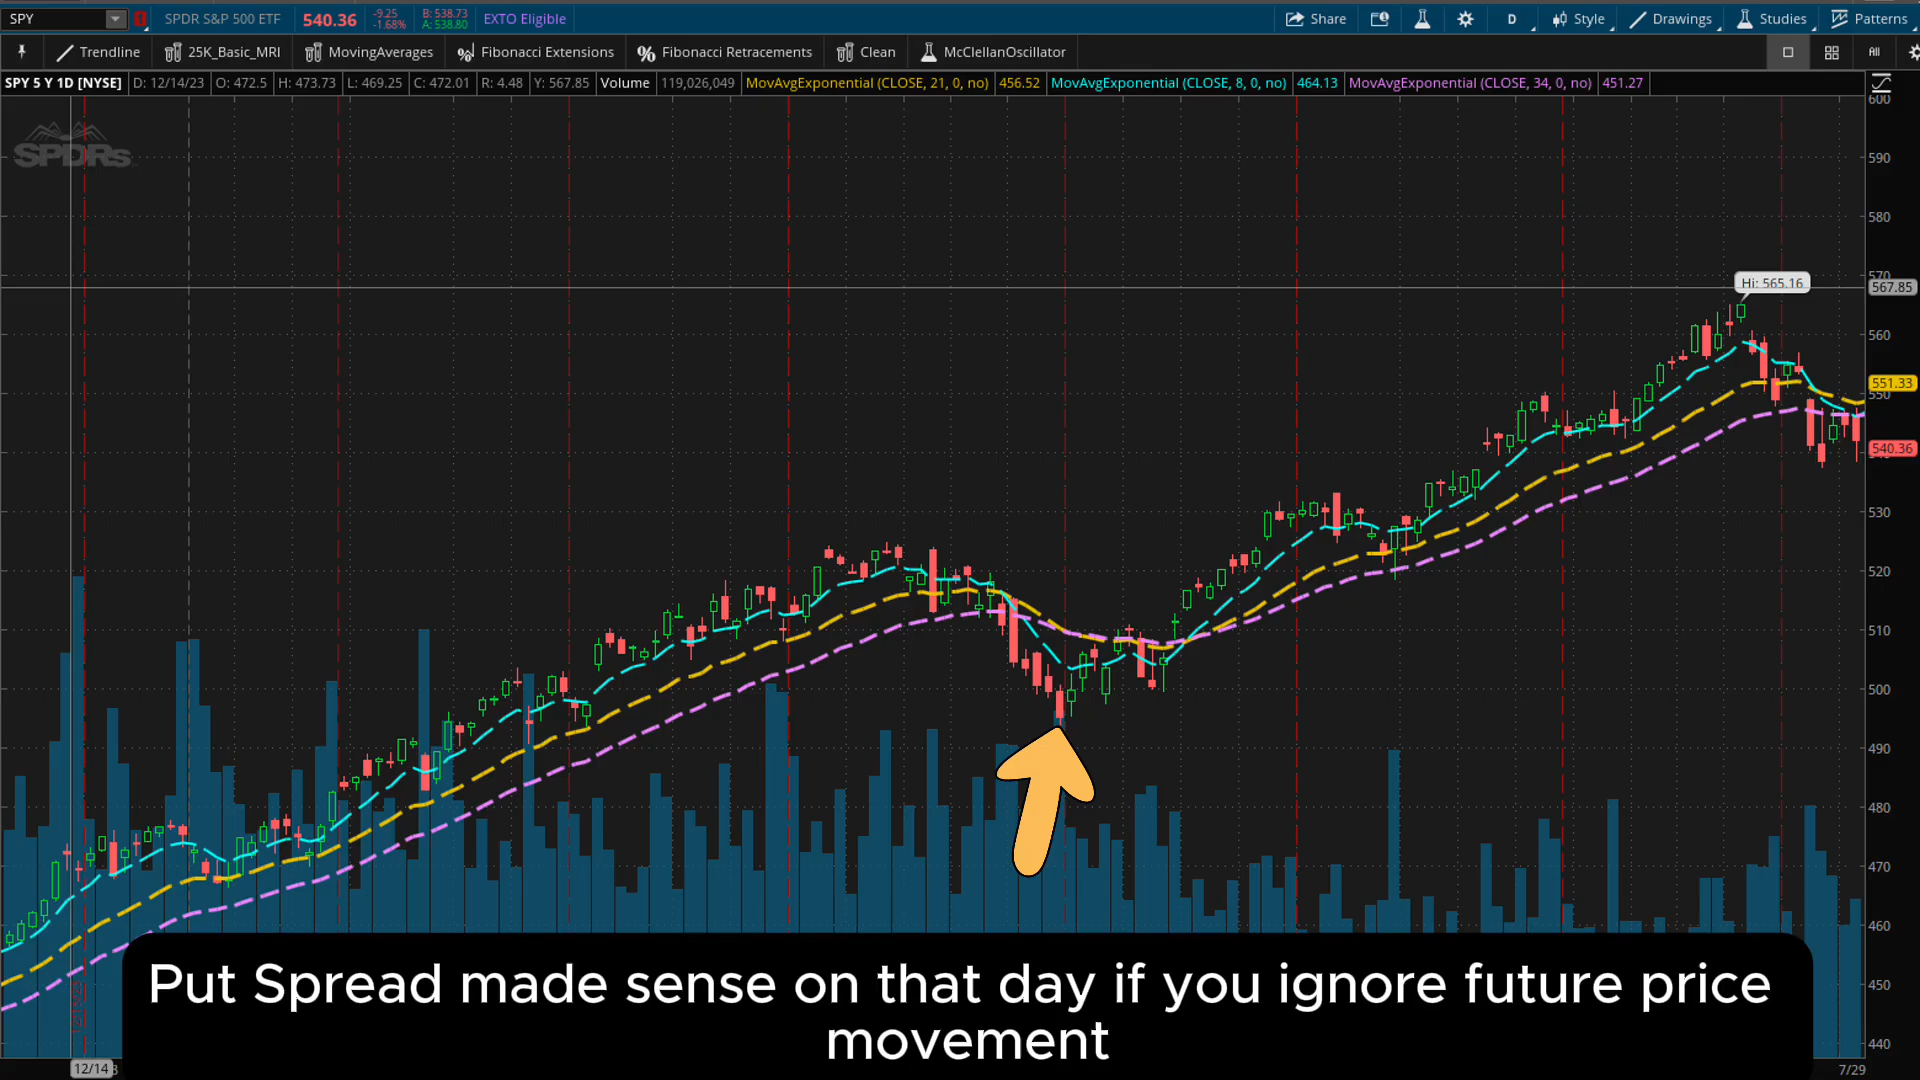 SPY
SPDR S&P 500 ETF
540.36
-9.25
-1.68%
B: 538.73
A: 538.80
EXTO Eligible
Share
D
Style
Drawings
Studies
Patterns
Trendline
25K_Basic_MRI
MovingAverages
Fibonacci Extensions
Fibonacci Retracements
Clean
McClellanOscillator
All
SPY 5 Y 1D [NYSE]
D: 12/14/23
O: 472.5
H: 473.73
L: 469.25
C: 472.01
R: 4.48
Y: 567.85
Volume
119,026,049
MovAvgExponential (CLOSE, 21, 0, no)
456.52
MovAvgExponential (CLOSE, 8, 0, no)
464.13
MovAvgExponential (CLOSE, 34, 0, no)
451.27
600
SPDRs
590
580
570
Hi: 565.16
567.85
560
551.33
550
540.36
530
520
510
500
490
480
470
460
450
440
Put Spread made sense on that day if you ignore future price
movement
12/14
7/29